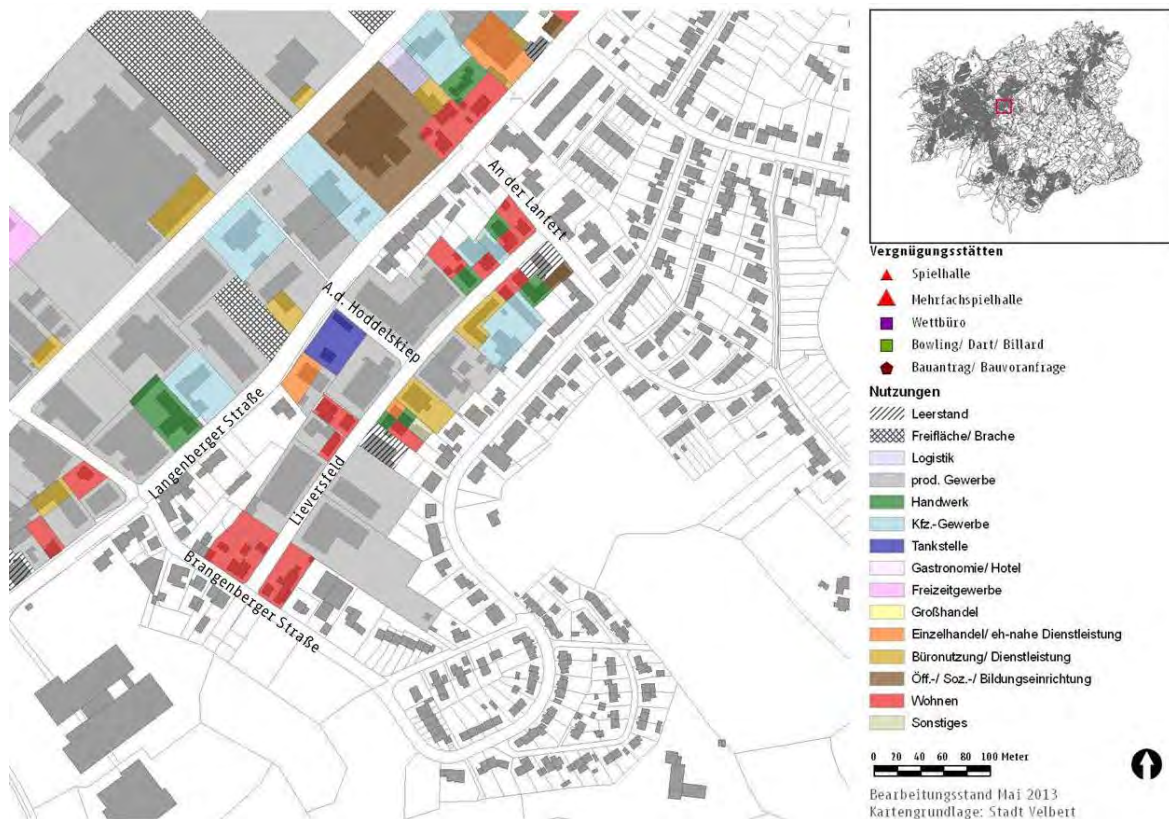 An der Lantert
A.d. Hoddelskiep
Langenberger Straße
Lieversfeld
Brangenberger Straße
Vergnügungsstätten
Spielhalle
Mehrfachspielhalle
Wettbüro
Bowling/ Dart/ Billard
Bauantrag/ Bauvoranfrage
Nutzungen
Leerstand
Freifläche/ Brache
Logistik
prod. Gewerbe
Handwerk
Kfz.-Gewerbe
Tankstelle
Gastronomie/ Hotel
Freizeitgewerbe
Großhandel
Einzelhandel/ eh-nahe Dienstleistung
Büronutzung/ Dienstleistung
Öff.-/ Soz.-/ Bildungseinrichtung
Wohnen
Sonstiges
0 20 40 60 80 100 Meter
Bearbeitungsstand Mai 2013
Kartengrundlage: Stadt Velbert